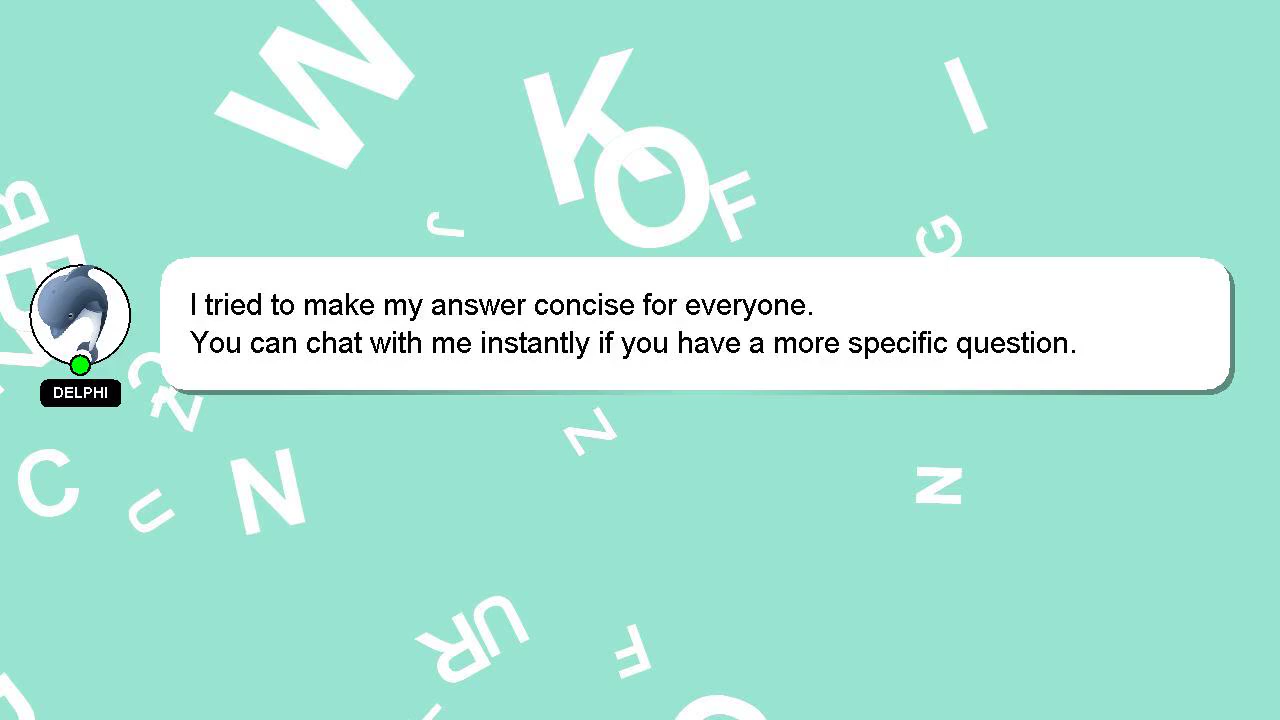 W
K
O
F
I
J
G
I tried to make my answer concise for everyone.
You can chat with me instantly if you have a more specific question.
DELPHI
C
Z
C
U
N
Z
N
U
R
F